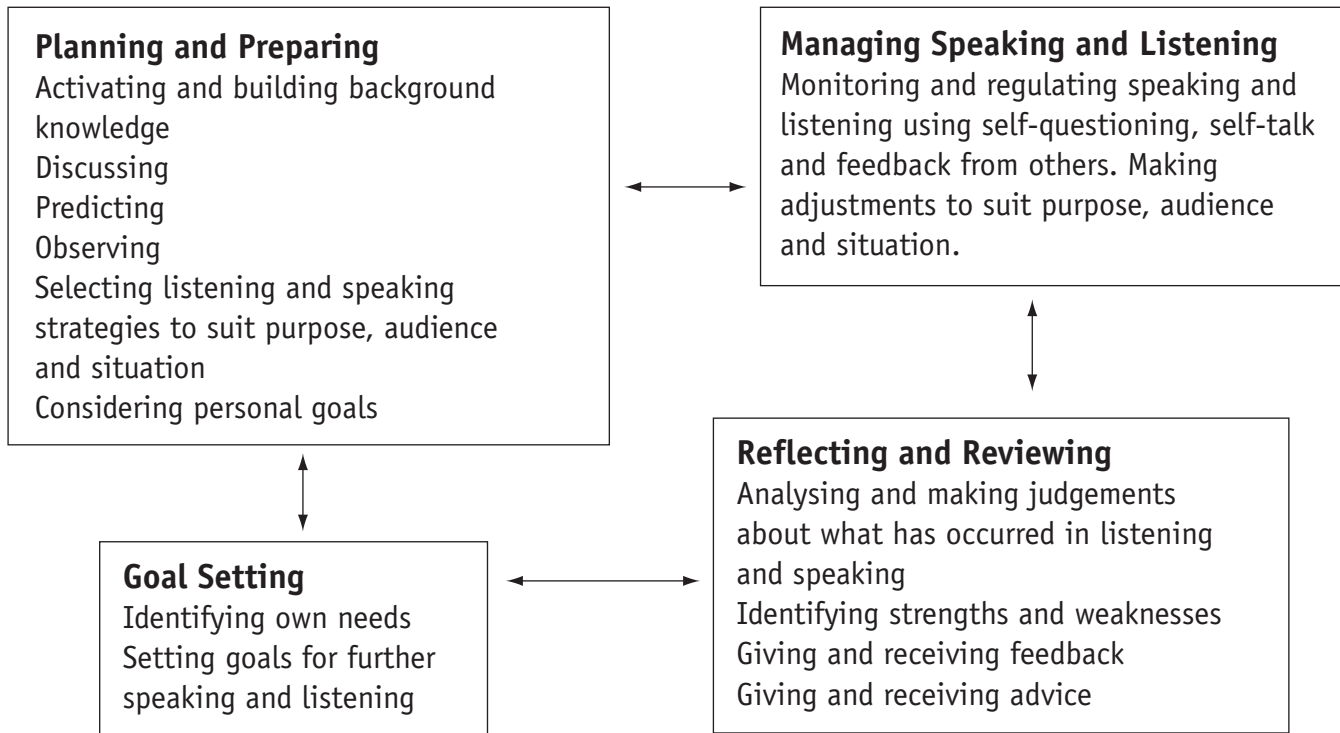 Planning and Preparing
Activating and building background
knowledge
Discussing
Predicting
Observing
Selecting listening and speaking
strategies to suit purpose, audience
and situation
Considering personal goals
Managing Speaking and Listening
Monitoring and regulating speaking and
listening using self-questioning, self-talk
and feedback from others. Making
adjustments to suit purpose, audience
and situation.
Goal Setting
Identifying own needs
Setting goals for further
speaking and listening
Reflecting and Reviewing
Analysing and making judgements
about what has occurred in listening
and speaking
Identifying strengths and weaknesses
Giving and receiving feedback
Giving and receiving advice